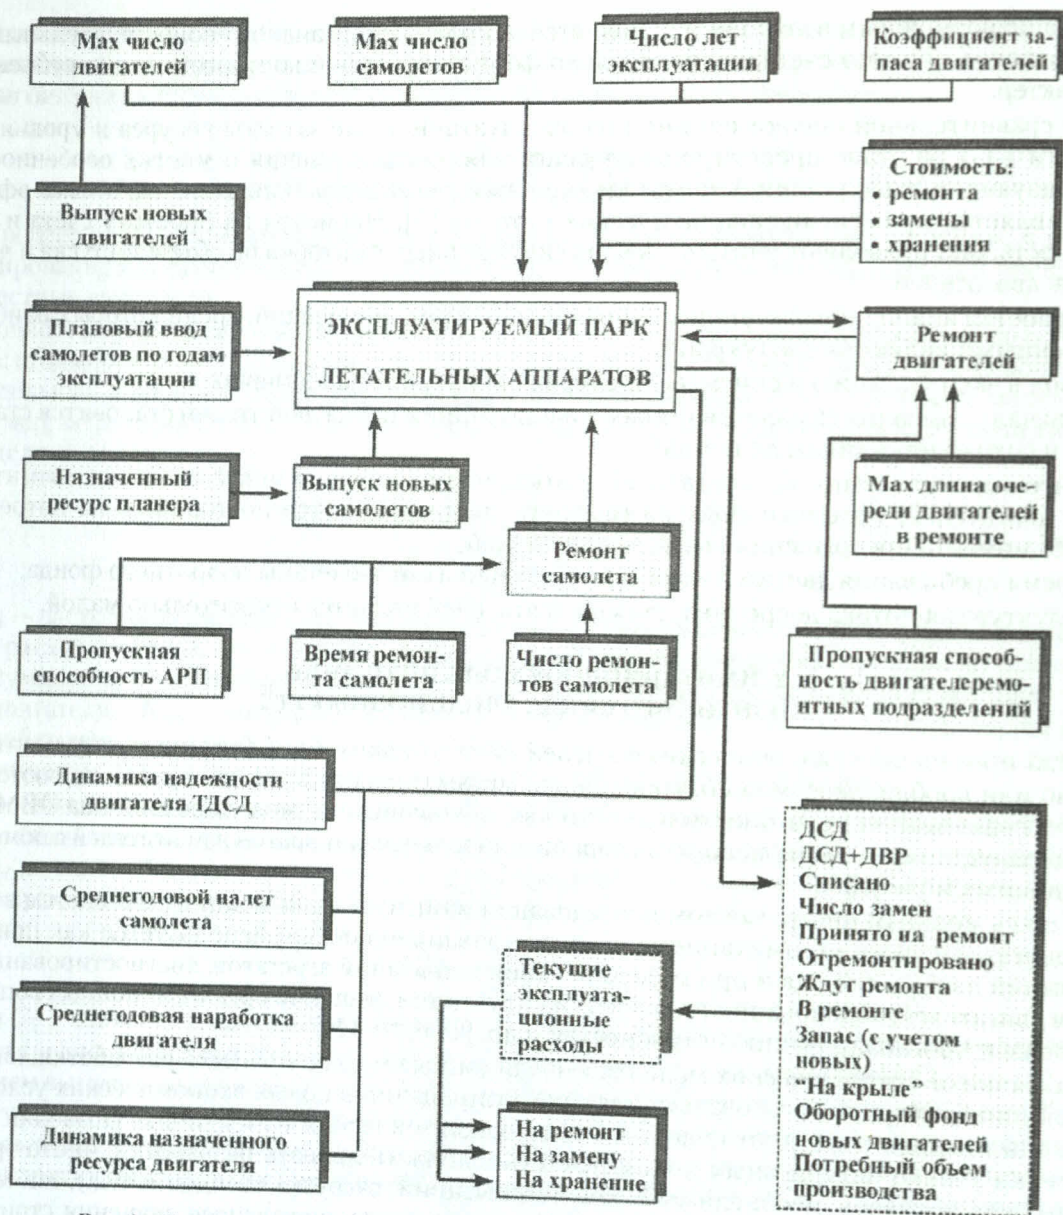 Мах число
двигателей
Мах число
самолетов
Число лет
эксплуатации
Коэффициент за-
паса двигателей
Выпуск новых
двигателей
Стоимость:
• ремонта
• замены
• хранения
Плановый ввод
самолетов по годам
эксплуатации
ЭКСПЛУАТИРУЕМЫЙ ПАРК
ЛЕТАТЕЛЬНЫХ АППАРАТОВ
Ремонт
двигателей
Назначенный
ресурс планера
Выпуск новых
самолетов
Ремонт
самолета
Мах длина оче-
реди двигателей
в ремонте
Пропускная
способность АРП
Время ремон-
та самолета
Число ремон-
тов самолета
Пропускная способ-
ность двигателеремо-
нтных подразделений
Динамика надежности
двигателя ТДСД
Среднегодовой налет
самолета
Среднегодовая наработка
двигателя
Динамика назначенного
ресурса двигателя
Текущие
эксплуата-
ционные
расходы
На ремонт
На замену
На хранение
ДСД
ДСД+ДВР
Списано
Число замен
Принято на ремонт
Отремонтировано
Ждут ремонта
В ремонте
Запас (с учетом
новых)
“На крыле”
Оборотный фонд
новых двигателей
Потребный объем
производства